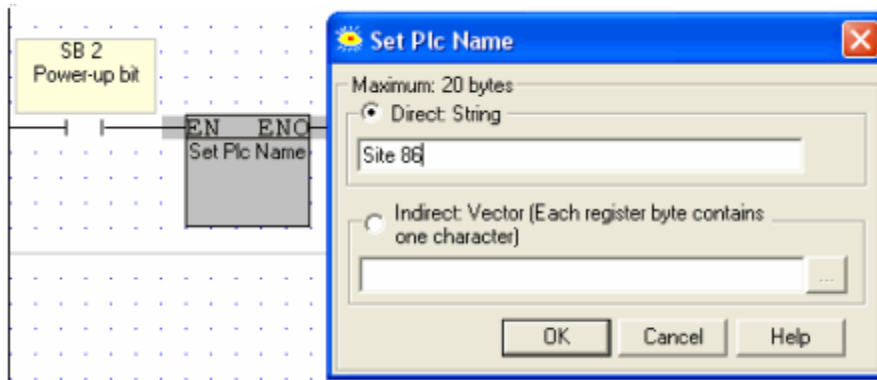 SB 2
Power-up bit
EN ENO
Set Plc Name
Set Plc Name
Maximum: 20 bytes
Direct: String
Site 86
Indirect: Vector (Each register byte contains
one character)
...
OK Cancel Help